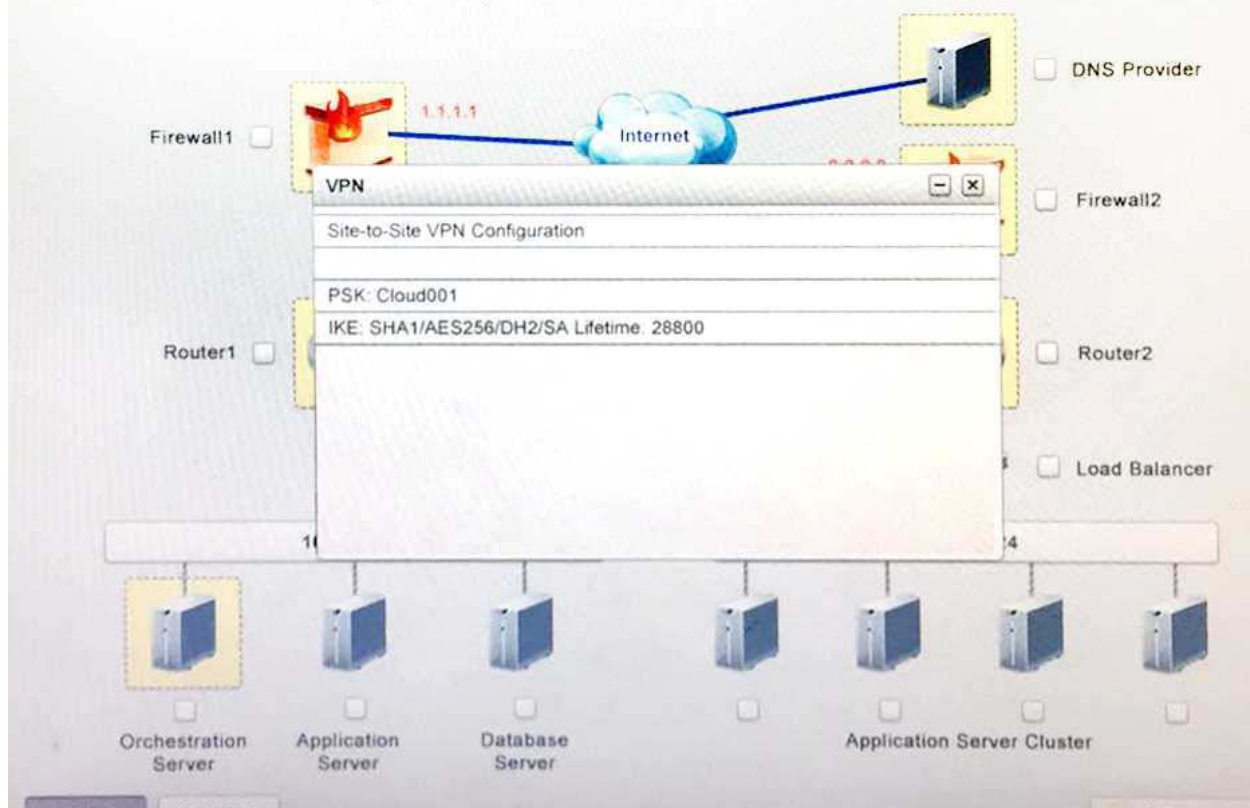 DNS Provider
1.1.1.1
Firewall1
Internet
VPN
Firewall2
Site-to-Site VPN Configuration
PSK: Cloud001
IKE: SHA1/AES256/DH2/SA Lifetime. 28800
Router1
Router2
Load Balancer
Orchestration
Server
Application
Server
Database
Server
Application Server Cluster